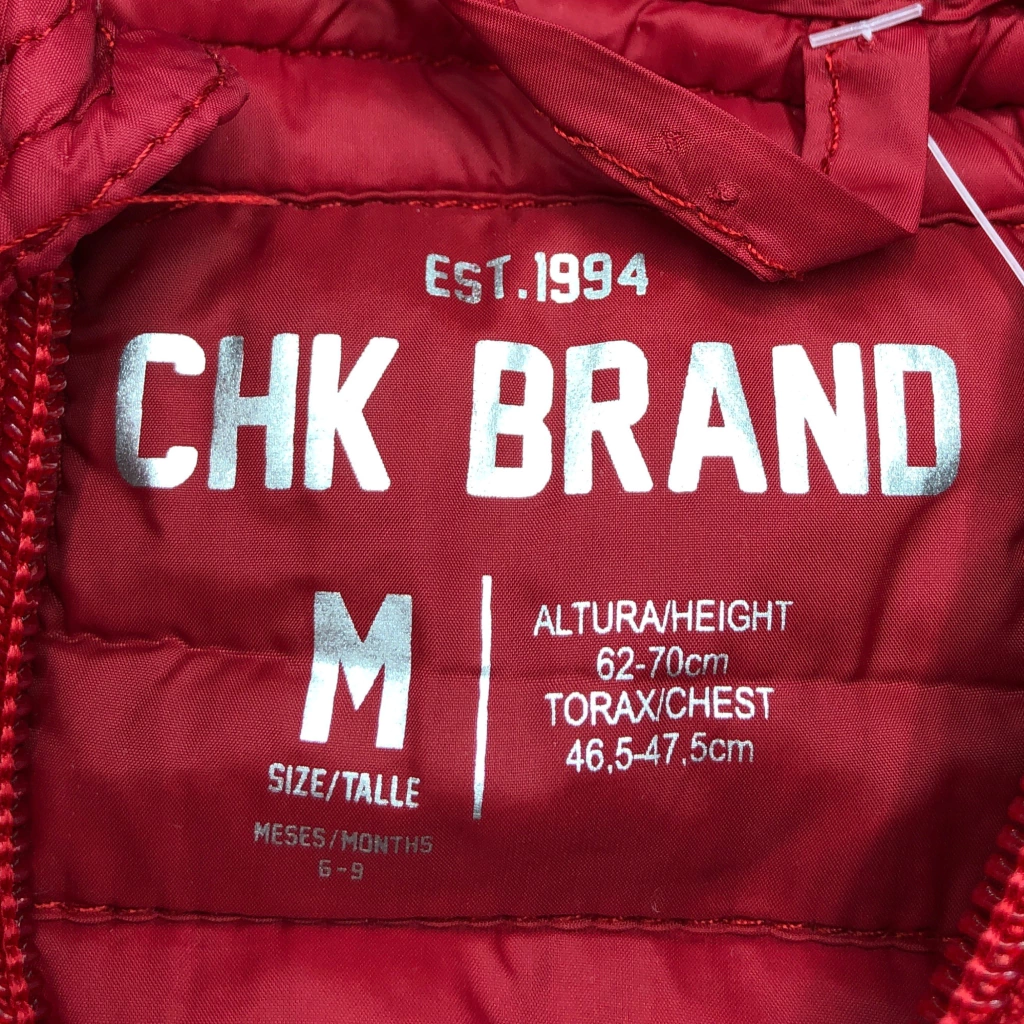 EST.1994
CHK BRAND
M
SIZE/TALLE
MESES/MONTHS
6-9
ALTURA/HEIGHT
62-70cm
TORAX/CHEST
46,5-47,5cm